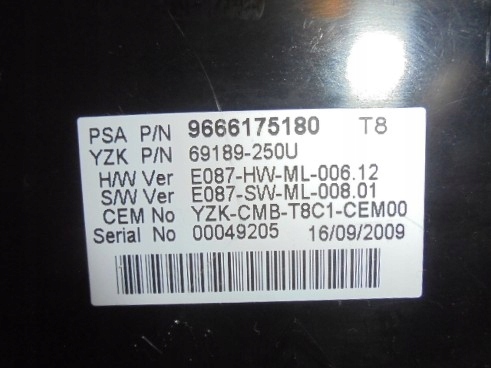 PSA P/N 9666175180 T8
YZK P/N 69189-250U
H/W Ver E087-HW-ML-006.12
S/W Ver E087-SW-ML-008.01
CEM No YZK-CMB-T8C1-CEM00
Serial No 00049205 16/09/2009